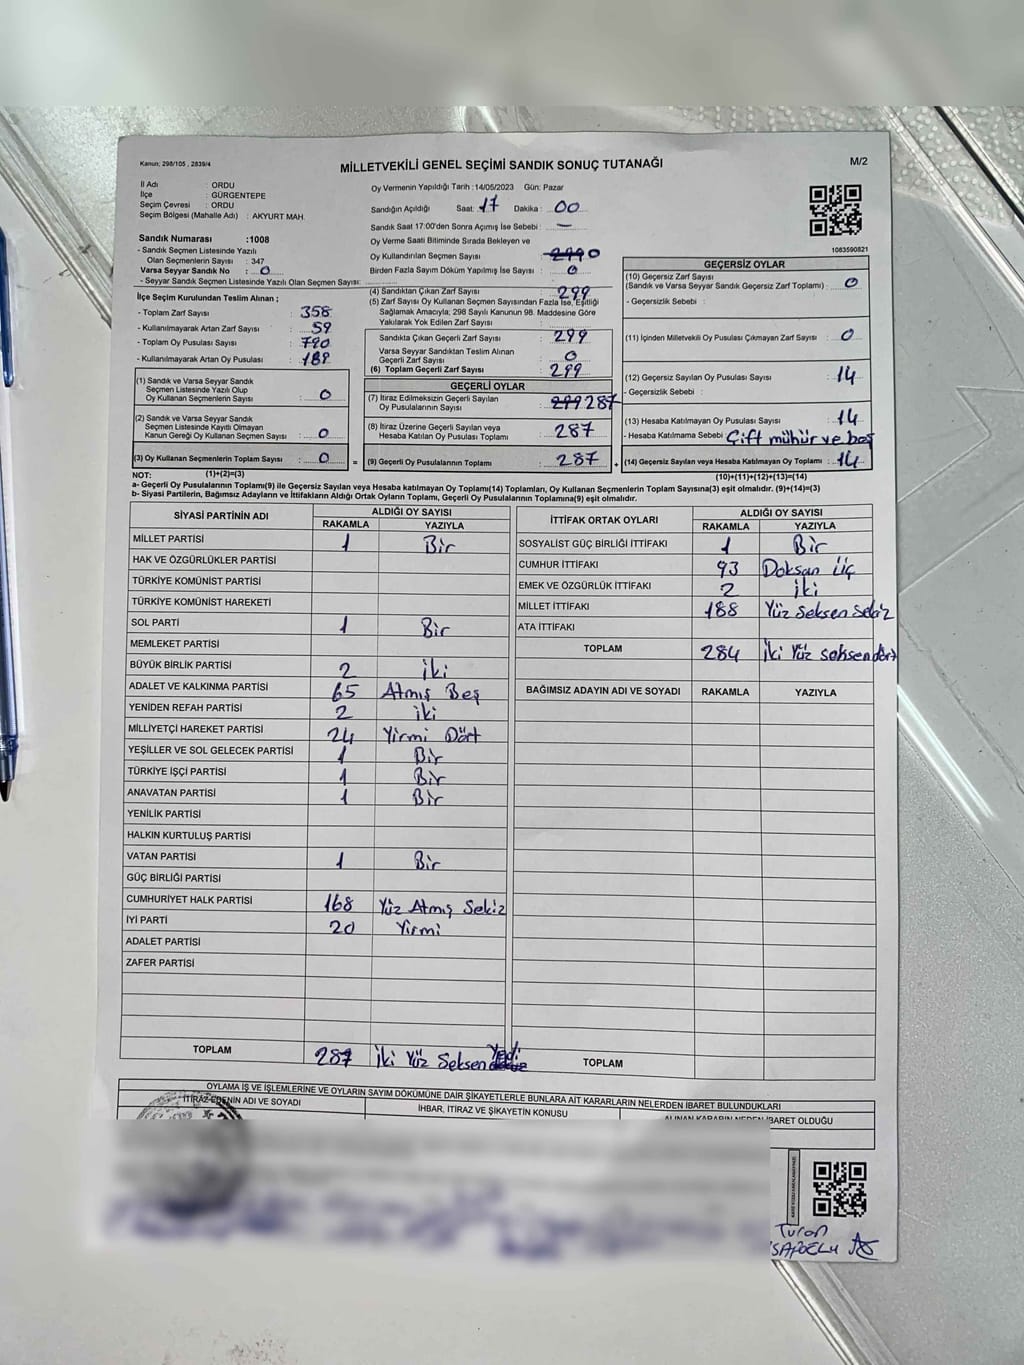 Kanun; 298/105 , 2839/4
MİLLETVEKİLİ GENEL SEÇİMİ SANDIK SONUÇ TUTANAĞI
M/2
İl Adı : ORDU
İlçe : GÜRGENTEPE
Seçim Çevresi : ORDU
Seçim Bölgesi (Mahalle Adı) : AKYURT MAH.
Oy Vermenin Yapıldığı Tarih :14/05/2023 Gün: Pazar
Sandığın Açıldığı Saat: 17 Dakika : 00
Sandık Saat 17:00'den Sonra Açımış İse Sebebi : —
Oy Verme Saati Bitiminde Sırada Bekleyen ve
Oy Kullandırılan Seçmen Sayısı : 299 0
Birden Fazla Sayım Döküm Yapılmış İse Sayısı : 0
1083590821
Sandık Numarası :1008
- Sandık Seçmen Listesinde Yazılı
Olan Seçmenlerin Sayısı : 347
Varsa Seyyar Sandık No : 0
- Seyyar Sandık Seçmen Listesinde Yazılı Olan Seçmen Sayısı:
İlçe Seçim Kurulundan Teslim Alınan ;
- Toplam Zarf Sayısı : 358
- Kullanılmayarak Artan Zarf Sayısı : 59
- Toplam Oy Pusulası Sayısı :
- Kullanılmayarak Artan Oy Pusulası :
(1) Sandık ve Varsa Seyyar Sandık
Seçmen Listesinde Yazılı Olup
Oy Kullanan Seçmenlerin Sayısı : 0
(2) Sandık ve Varsa Seyyar Sandık
Seçmen Listesinde Kayıtlı Olmayan
Kanun Gereği Oy Kullanan Seçmen Sayısı : 0
(3) Oy Kullanan Seçmenlerin Toplam Sayısı : 0
(1)+(2)=(3)
(4) Sandıktan Çıkan Zarf Sayısı : 299
(5) Zarf Sayısı Oy Kullanan Seçmen Sayısından Fazla İse, Eşitliği
Sağlamak Amacıyla; 298 Sayılı Kanunun 98. Maddesine Göre
Yakılarak Yok Edilen Zarf Sayısı :
Sandıkta Çıkan Geçerli Zarf Sayısı : 299
Varsa Seyyar Sandıktan Teslim Alınan
Geçerli Zarf Sayısı : 0
(6) Toplam Geçerli Zarf Sayısı : 299
GEÇERLİ OYLAR
(7) İtiraz Edilmeksizin Geçerli Sayılan
Oy Pusulalarının Sayısı : 299 287
(8) İtiraz Üzerine Geçerli Sayılan veya
Hesaba Katılan Oy Pusulası Toplamı : 287
= (9) Geçerli Oy Pusulalarının Toplamı : 287 +
GEÇERSİZ OYLAR
(10) Geçersiz Zarf Sayısı
(Sandık ve Varsa Seyyar Sandık Geçersiz Zarf Toplamı) : 0
- Geçersizlik Sebebi :
(11) İçinden Milletvekili Oy Pusulası Çıkmayan Zarf Sayısı : 0
(12) Geçersiz Sayılan Oy Pusulası Sayısı : 14
- Geçersizlik Sebebi :
(13) Hesaba Katılmayan Oy Pusulası Sayısı : 14
- Hesaba Katılmama Sebebi : Çift mühür ve boş
(14) Geçersiz Sayılan veya Hesaba Katılmayan Oy Toplamı : 14
(10)+(11)+(12)+(13)=(14)
NOT:
a- Geçerli Oy Pusulalarının Toplamı(9) ile Geçersiz Sayılan veya Hesaba Katılmayan oy Toplamı(14) Toplamları, Oy Kullanan Seçmenlerin Toplam Sayısına(3) eşit olmalıdır. (9)+(14)=(3)
b- Siyasi Partilerin, Bağımsız Adayların ve İttifakların Aldığı Ortak Oyların Toplamı, Geçerli Oy Pusulalarının Toplamına(9) eşit olmalıdır.
SİYASİ PARTİNİN ADI ALDIĞI OY SAYISI
RAKAMLA YAZIYLA
MİLLET PARTİSİ 1 Bir
HAK VE ÖZGÜRLÜKLER PARTİSİ
TÜRKİYE KOMÜNİST PARTİSİ
TÜRKİYE KOMÜNİST HAREKETİ
SOL PARTİ 1 Bir
MEMLEKET PARTİSİ
BÜYÜK BİRLİK PARTİSİ 2 iki
ADALET VE KALKINMA PARTİSİ 65 Atmış Beş
YENİDEN REFAH PARTİSİ 2 iki
MİLLİYETÇİ HAREKET PARTİSİ 24 Yirmi Dört
YEŞİLLER VE SOL GELECEK PARTİSİ 1 Bir
TÜRKİYE İŞÇİ PARTİSİ 1 Bir
ANAVATAN PARTİSİ 1 Bir
YENİLİK PARTİSİ
HALKIN KURTULUŞ PARTİSİ
VATAN PARTİSİ 1 Bir
GÜÇ BİRLİĞİ PARTİSİ
CUMHURİYET HALK PARTİSİ 168 Yüz Atmış Sekiz
İYİ PARTİ 20 Yirmi
ADALET PARTİSİ
ZAFER PARTİSİ
TOPLAM 287 İki Yüz Seksen Yedi
İTTİFAK ORTAK OYLARI ALDIĞI OY SAYISI
RAKAMLA YAZIYLA
SOSYALİST GÜÇ BİRLİĞİ İTTİFAKI 1 Bir
CUMHUR İTTİFAKI 93 Doksan Üç
EMEK VE ÖZGÜRLÜK İTTİFAKI 2 iki
MİLLET İTTİFAKI 188 Yüz Seksen Sekiz
ATA İTTİFAKI
TOPLAM 284 İki Yüz seksen dört
BAĞIMSIZ ADAYIN ADI VE SOYADI RAKAMLA YAZIYLA
TOPLAM
OYLAMA İŞ VE İŞLEMLERİNE VE OYLARIN SAYIM DÖKÜMÜNE DAİR ŞİKAYETLERLE BUNLARA AİT KARARLARIN NELERDEN İBARET BULUNDUKLARI
İTİRAZ EDENİN ADI VE SOYADI İHBAR, İTİRAZ VE ŞİKAYETİN KONUSU ALINAN KARARIN NEDEN İBARET OLDUĞU
Turan